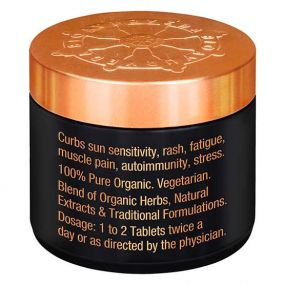 Curbs sun sensitivity, rash, fatigue,
muscle pain, autoimmunity, stress.
100% Pure Organic. Vegetarian.
Blend of Organic Herbs, Natural
Extracts & Traditional Formulations.
Dosage: 1 to 2 Tablets twice a
day or as directed by the physician.